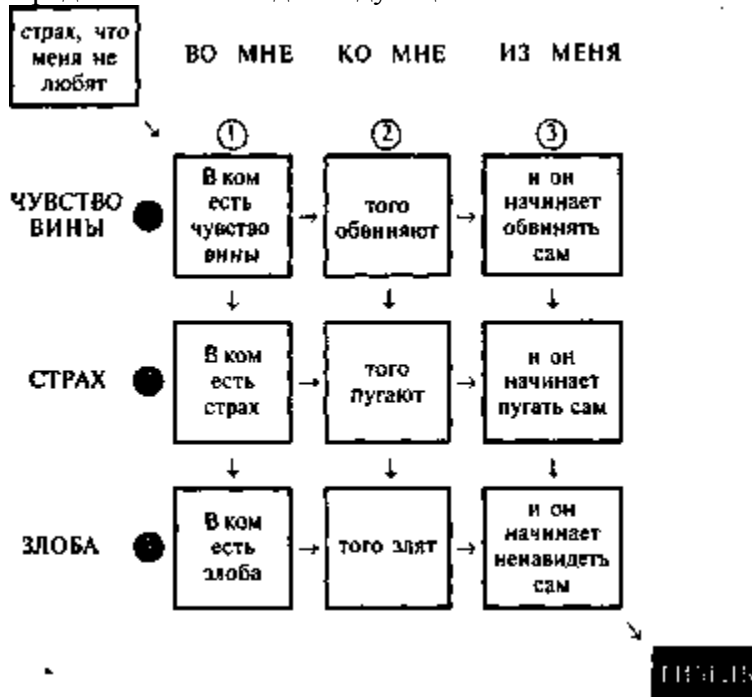 страх, что
меня не
любят
ВО МНЕ КО МНЕ ИЗ МЕНЯ
1 2 3
ЧУВСТВО
ВИНЫ
В ком
есть
чувство
вины
того
обвиняют
и он
начинает
обвинять
сам
СТРАХ
В ком
есть
страх
того
пугают
и он
начинает
пугать сам
ЗЛОБА
В ком
есть
злоба
того злят
и он
начинает
ненавидеть
сам